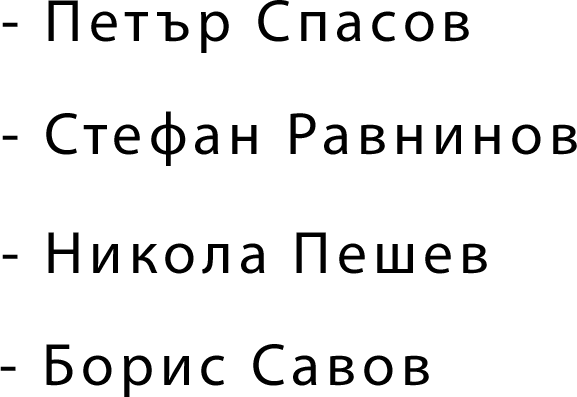 - Петър Спасов
- Стефан Равнинов
- Никола Пешев
- Борис Савов